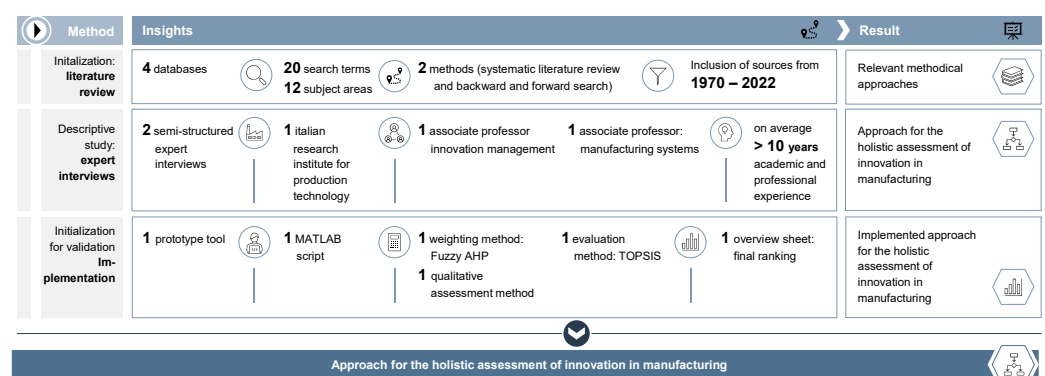 Method
Insights
Result
Initalization:
literature
review
4 databases
20 search terms
12 subject areas
2 methods (systematic literature review
and backward and forward search)
Inclusion of sources from
1970 – 2022
Relevant methodical
approaches
Descriptive
study:
expert
interviews
2 semi-structured
expert
interviews
1 italian
research
institute for
production
technology
1 associate professor
innovation management
1 associate professor:
manufacturing systems
on average
> 10 years
academic and
professional
experience
Approach for the
holistic assessment of
innovation in
manufacturing
Initialization
for validation
Im-
plementation
1 prototype tool
1 MATLAB
script
1 weighting method:
Fuzzy AHP
1 qualitative
assessment method
1 evaluation
method: TOPSIS
1 overview sheet:
final ranking
Implemented approach
for the holistic
assessment of
innovation in
manufacturing
Approach for the holistic assessment of innovation in manufacturing